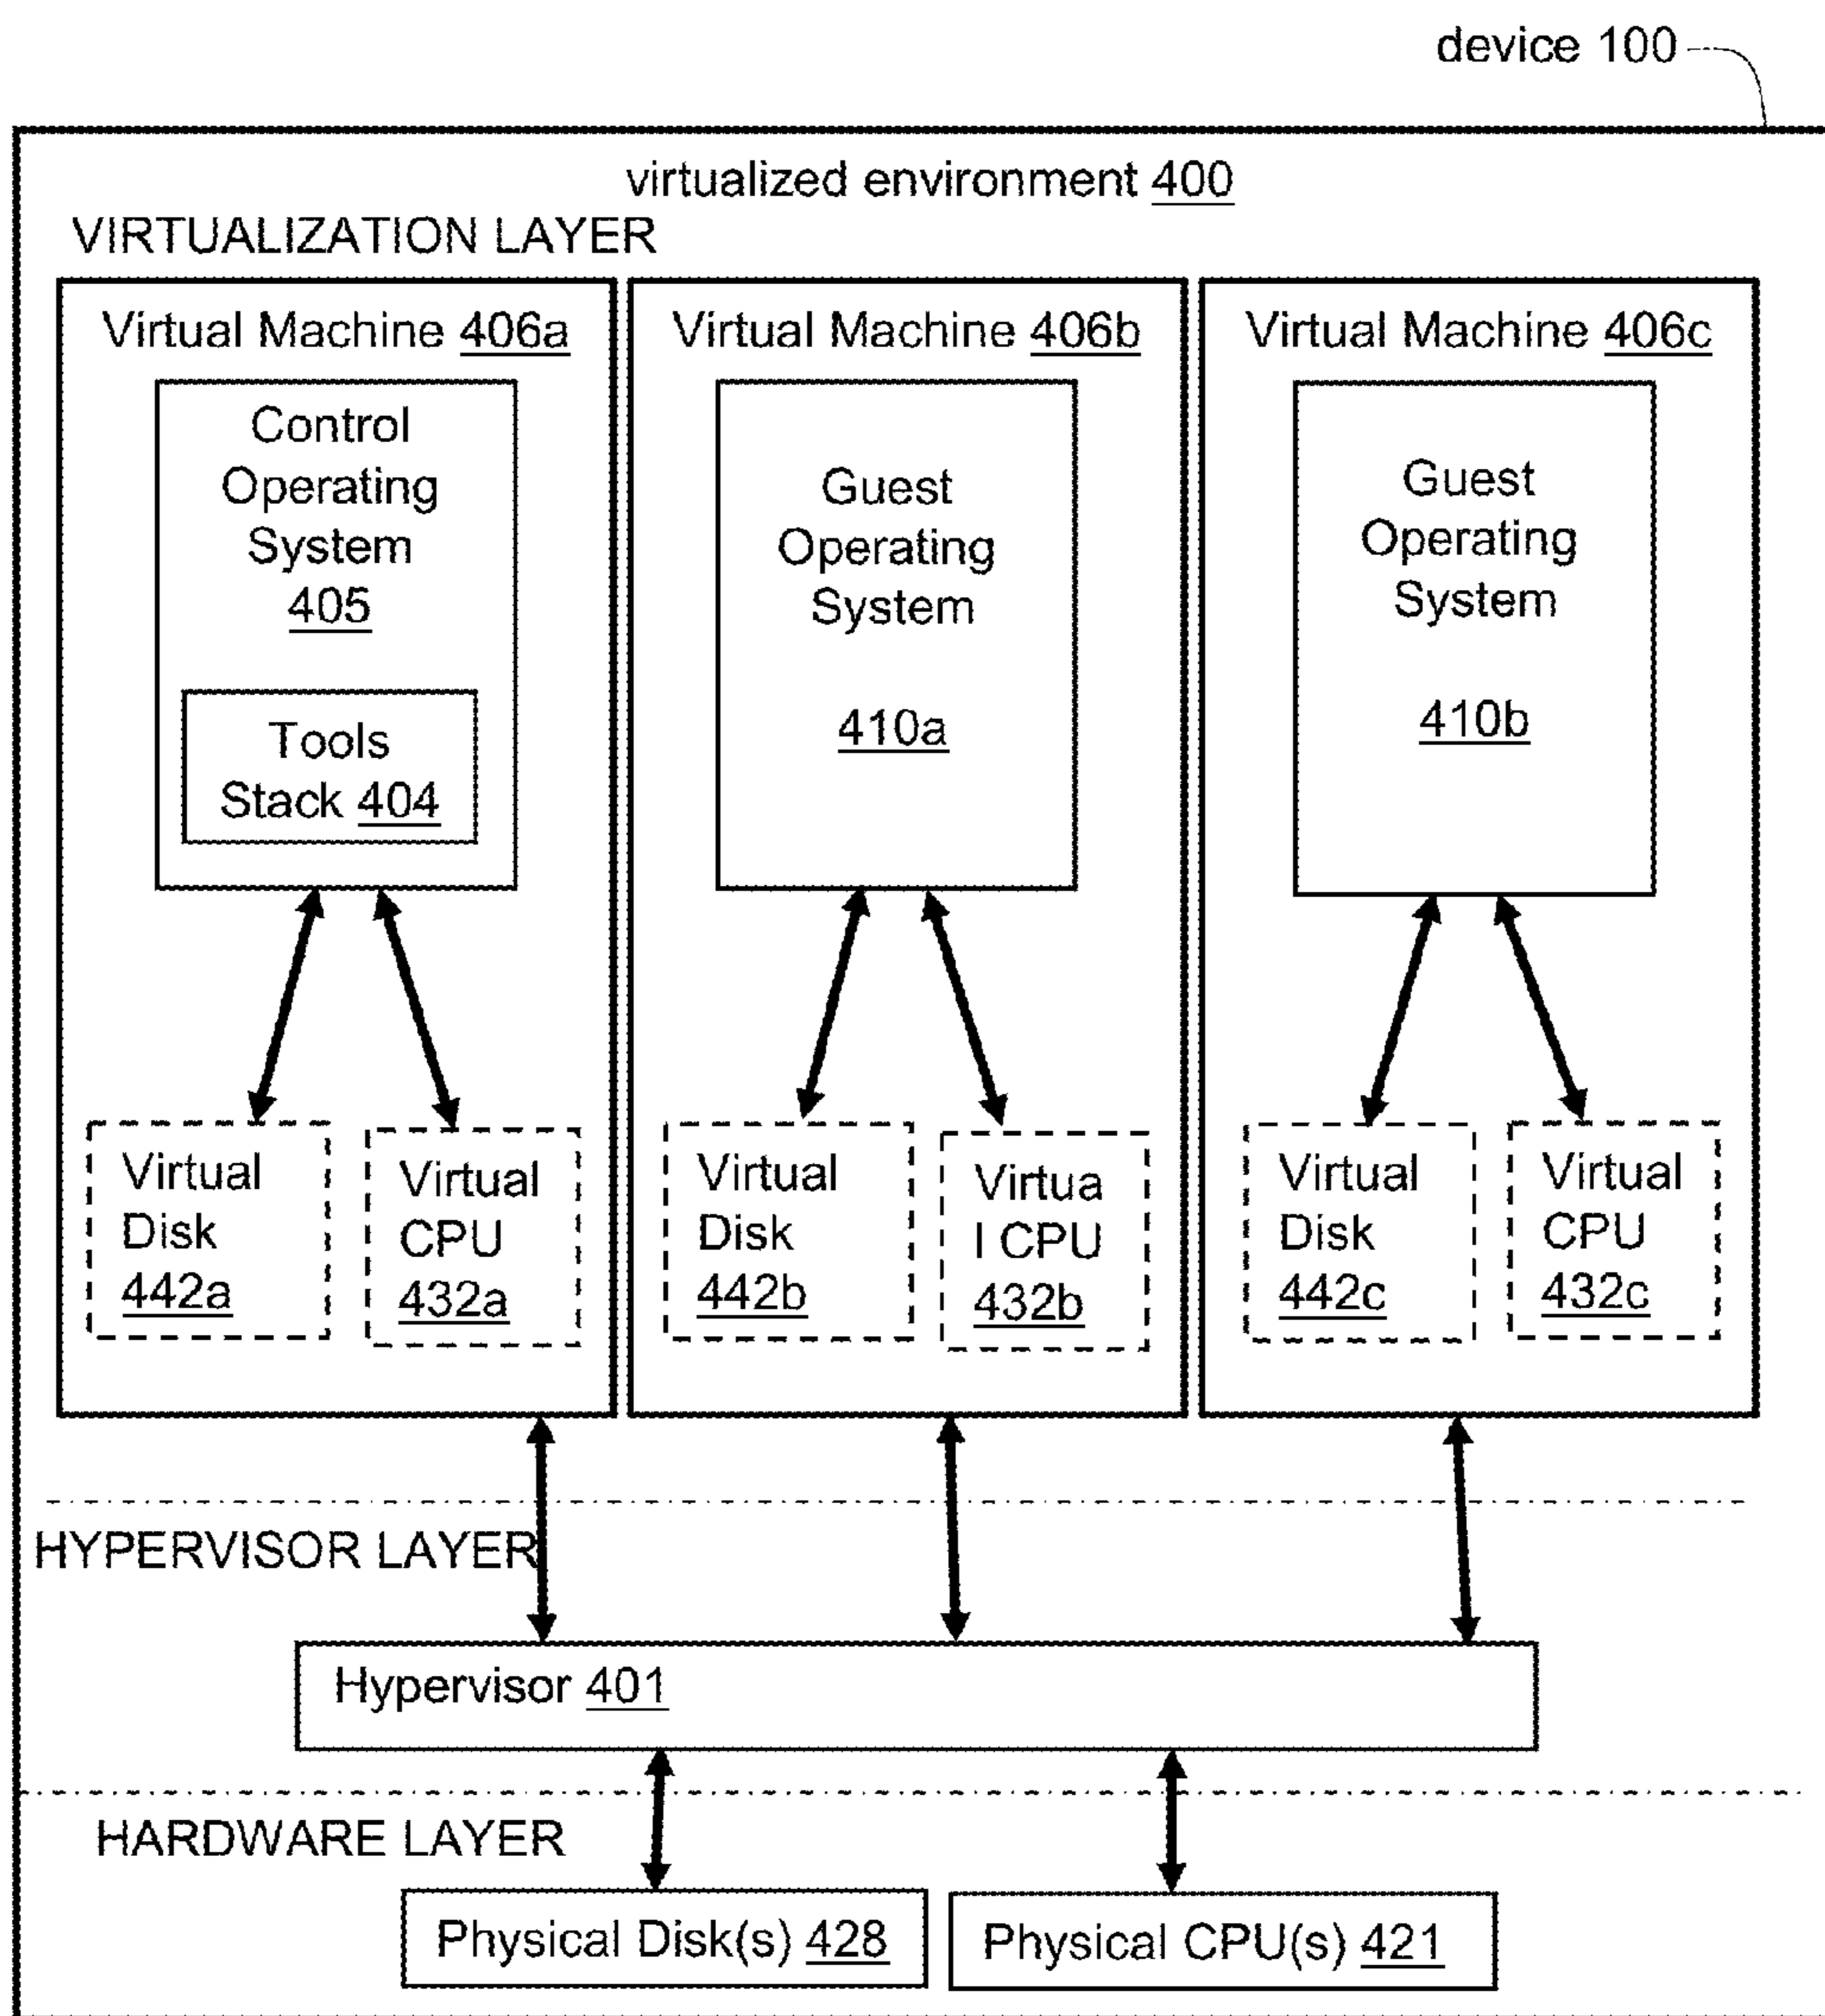 device 100
virtualized environment 400
VIRTUALIZATION LAYER
Virtual Machine 406a
Control
Operating
System
405
Tools
Stack 404
Virtual
Disk
442a
Virtual
CPU
432a
Virtual Machine 406b
Guest
Operating
System
410a
Virtual
Disk
442b
Virtua
l CPU
432b
Virtual Machine 406c
Guest
Operating
System
410b
Virtual
Disk
442c
Virtual
CPU
432c
HYPERVISOR LAYER
Hypervisor 401
HARDWARE LAYER
Physical Disk(s) 428
Physical CPU(s) 421